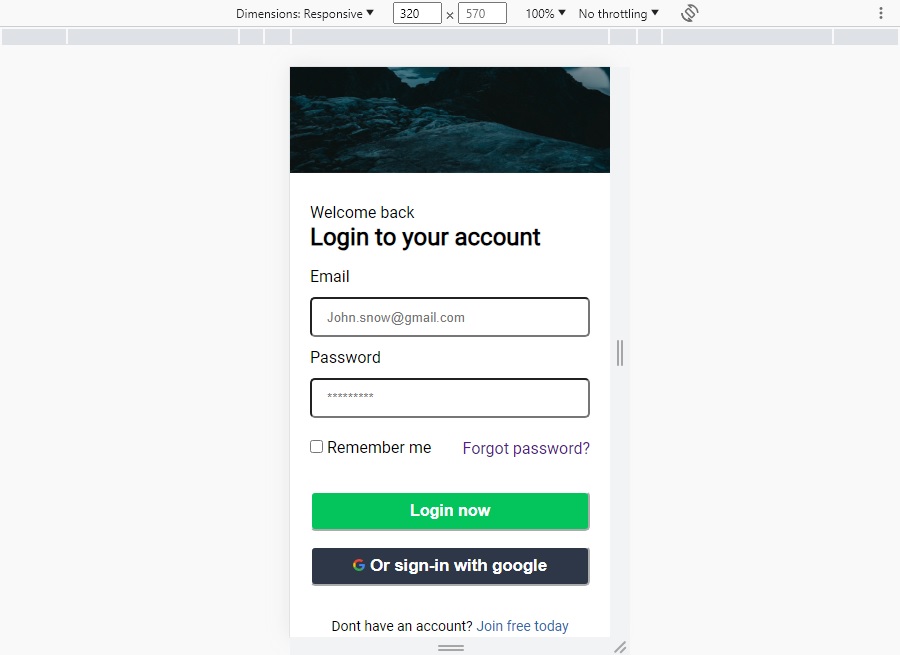 Dimensions: Responsive ▼ 320 × 570 100% ▼ No throttling ▼
Welcome back
Login to your account
Email
John.snow@gmail.com
Password
*********
Remember me Forgot password?
Login now
Or sign-in with google
Dont have an account? Join free today